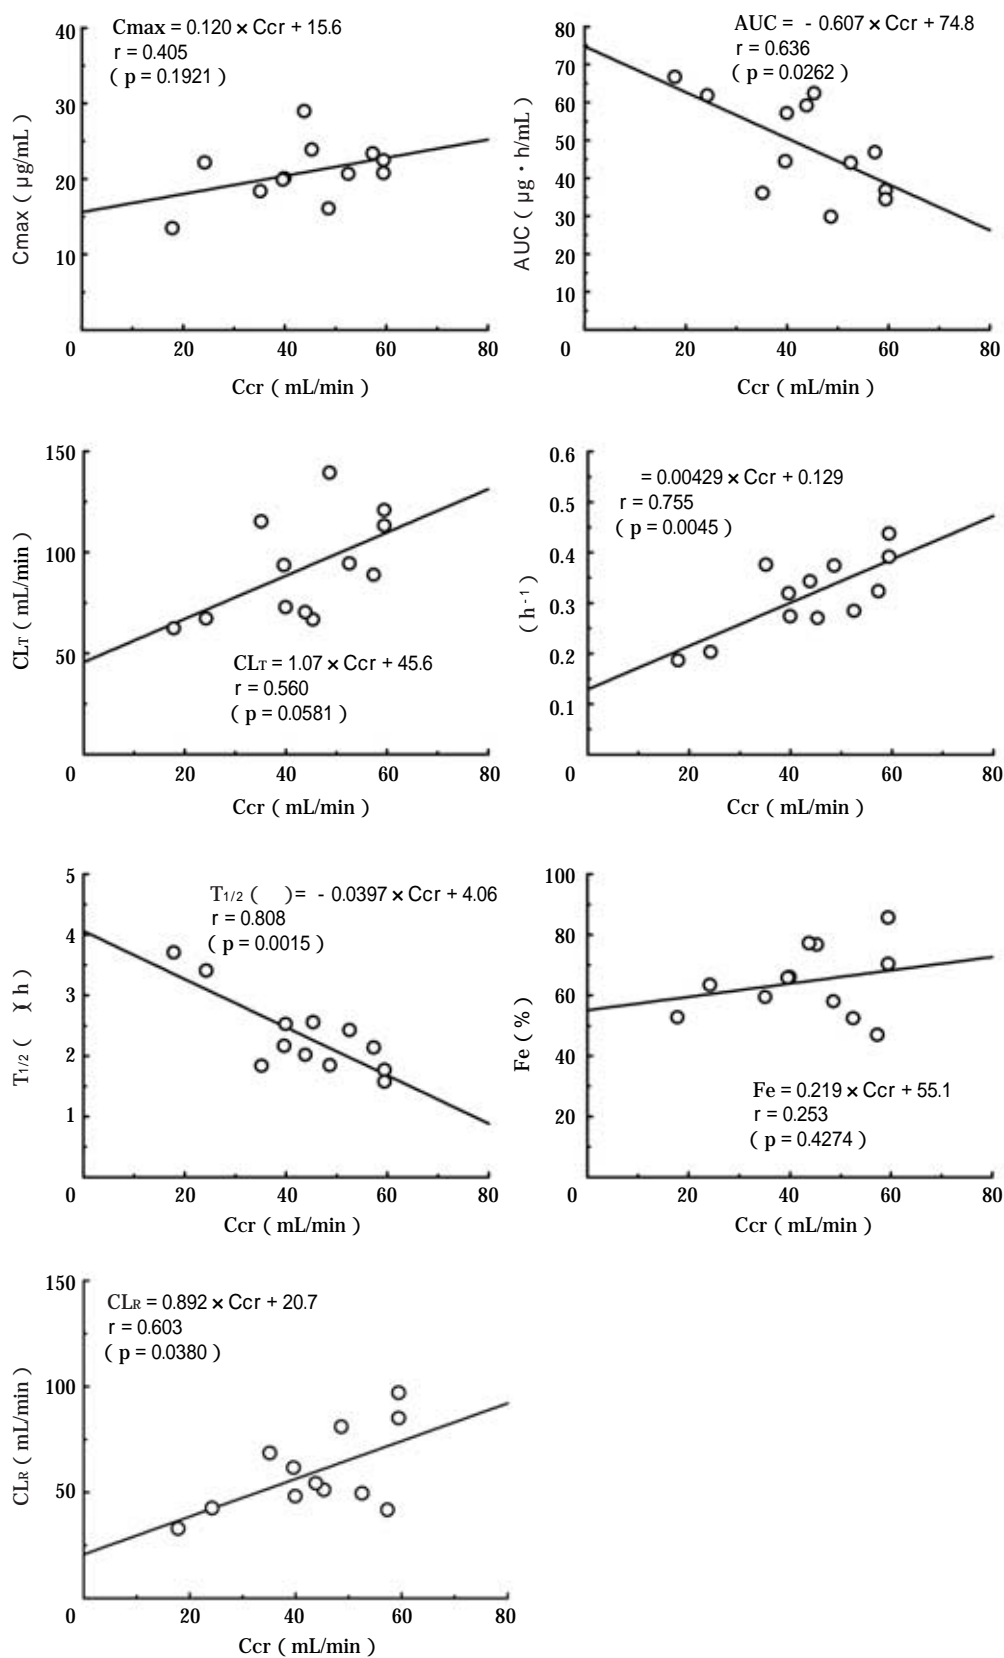 Cmax = 0.120 × Ccr + 15.6
r = 0.405
( p = 0.1921 )
40
30
20
10
0
20
40
60
80
Cmax ( μg/mL )
Ccr ( mL/min )
AUC = - 0.607 × Ccr + 74.8
r = 0.636
( p = 0.0262 )
80
70
60
50
40
30
20
10
0
20
40
60
80
AUC ( μg・h/mL )
Ccr ( mL/min )
150
100
50
0
20
40
60
80
CLT ( mL/min )
CLT = 1.07 × Ccr + 45.6
r = 0.560
( p = 0.0581 )
Ccr ( mL/min )
0.6
0.5
0.4
0.3
0.2
0.1
0
20
40
60
80
= 0.00429 × Ccr + 0.129
r = 0.755
( p = 0.0045 )
( h-1 )
Ccr ( mL/min )
5
4
3
2
1
0
20
40
60
80
T1/2 ( ) = - 0.0397 × Ccr + 4.06
r = 0.808
( p = 0.0015 )
T1/2 ( )( h )
Ccr ( mL/min )
100
80
60
40
20
0
20
40
60
80
Fe ( % )
Fe = 0.219 × Ccr + 55.1
r = 0.253
( p = 0.4274 )
Ccr ( mL/min )
150
100
50
0
20
40
60
80
CLR = 0.892 × Ccr + 20.7
r = 0.603
( p = 0.0380 )
CLR ( mL/min )
Ccr ( mL/min )